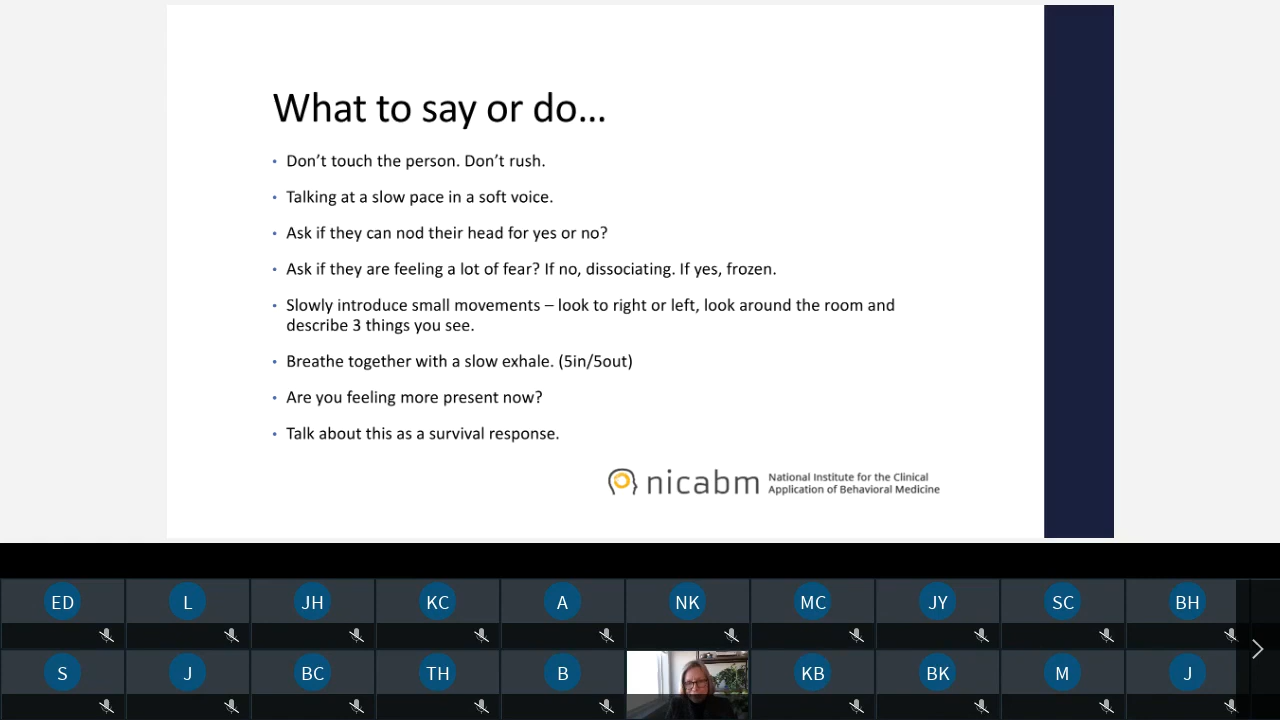 What to say or do...
• Don't touch the person. Don't rush.
• Talking at a slow pace in a soft voice.
• Ask if they can nod their head for yes or no?
• Ask if they are feeling a lot of fear? If no, dissociating. If yes, frozen.
• Slowly introduce small movements – look to right or left, look around the room and
describe 3 things you see.
• Breathe together with a slow exhale. (5in/5out)
• Are you feeling more present now?
• Talk about this as a survival response.
nicabm
National Institute for the Clinical
Application of Behavioral Medicine
ED L JH KC A NK MC JY SC BH
S J BC TH B KB BK M J